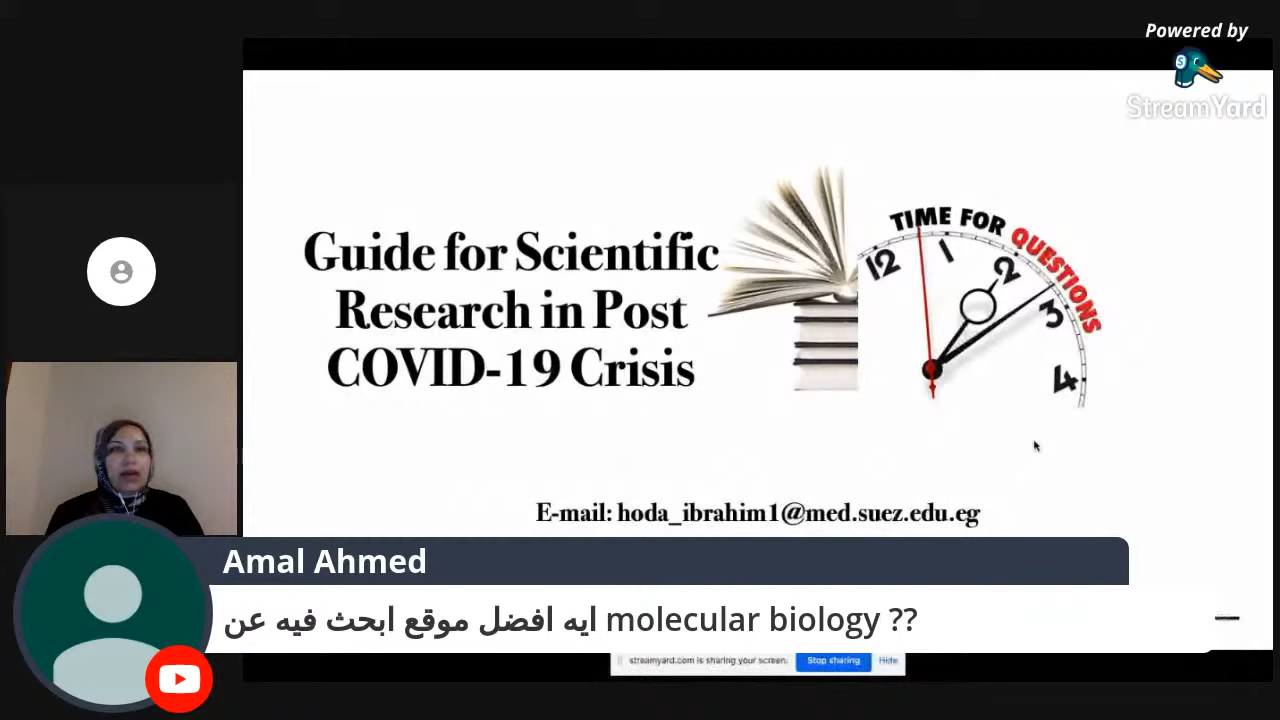 Powered by
StreamYard
Guide for Scientific
Research in Post
COVID-19 Crisis
TIME FOR QUESTIONS
12
1
2
3
4
E-mail: hoda_ibrahim1@med.suez.edu.eg
Amal Ahmed
ايه افضل موقع ابحث فيه عن molecular biology ??
streamyard.com is sharing your screen.
Stop sharing
Hide